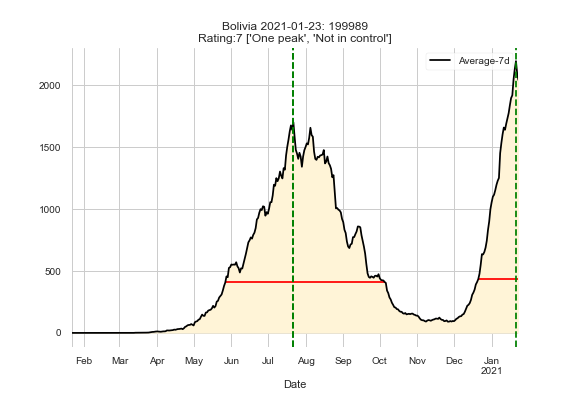 Bolivia 2021-01-23: 199989
Rating:7 ['One peak', 'Not in control']
Average-7d
2000
1500
1000
500
0
Feb Mar Apr May Jun Jul Aug Sep Oct Nov Dec Jan
2021
Date